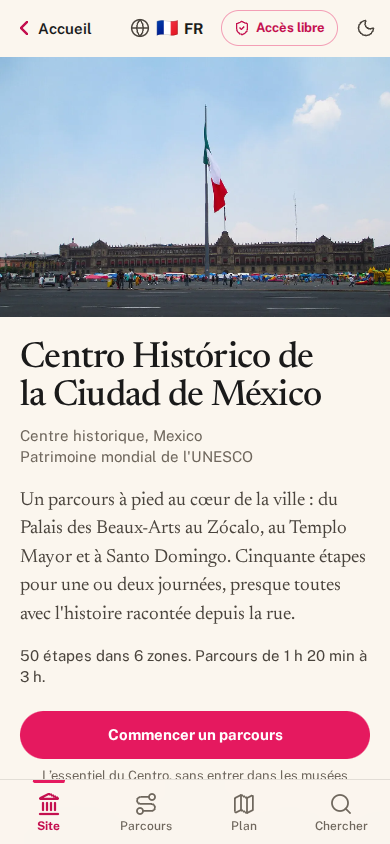 Accueil
FR
Accès libre
Centro Histórico de
la Ciudad de México
Centre historique, Mexico
Patrimoine mondial de l'UNESCO
Un parcours à pied au cœur de la ville : du
Palais des Beaux-Arts au Zócalo, au Templo
Mayor et à Santo Domingo. Cinquante étapes
pour une ou deux journées, presque toutes
avec l'histoire racontée depuis la rue.
50 étapes dans 6 zones. Parcours de 1 h 20 min à
3 h.
Commencer un parcours
L'essentiel du Centro, sans entrer dans les musées
Site
Parcours
Plan
Chercher